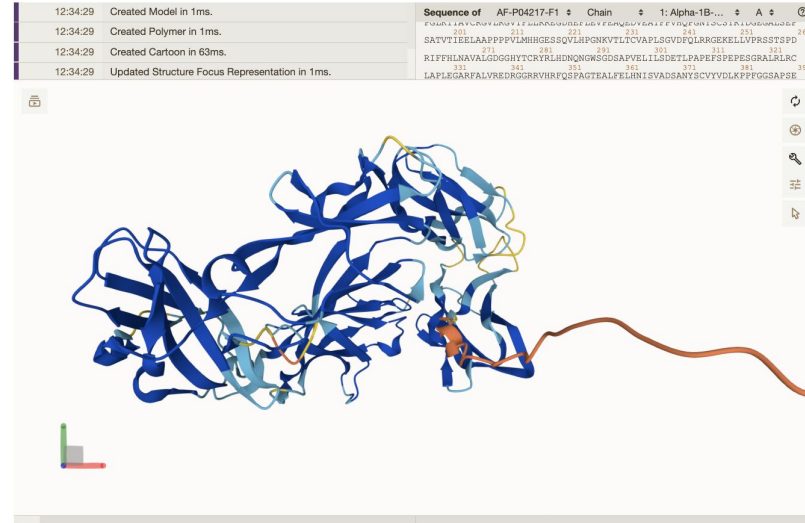 12:34:29 Created Model in 1ms.
12:34:29 Created Polymer in 1ms.
12:34:29 Created Cartoon in 63ms.
12:34:29 Updated Structure Focus Representation in 1ms.
Sequence of AF-P04217-F1 Chain 1: Alpha-1B-... A
201 211 221 231 241 251
SATVTIEELAAPPPPVLMHHGESSQVLHPGNKVTLTCVAPLSGVDFQLRRGEKELLVPRSSTSPD
271 281 291 301 311 321
RIFFHLNAVALGDGGHYTCRYRLHDNQNGWSGDSAPVELILSDETLPAPEFSPEPESGRALRLRC
331 341 351 361 371 381
LAPLEGARFALVREDRGGRRVHRFQSPAGTEALFELHNISVADSANYSCVYVDLKPPFGGSAPSE